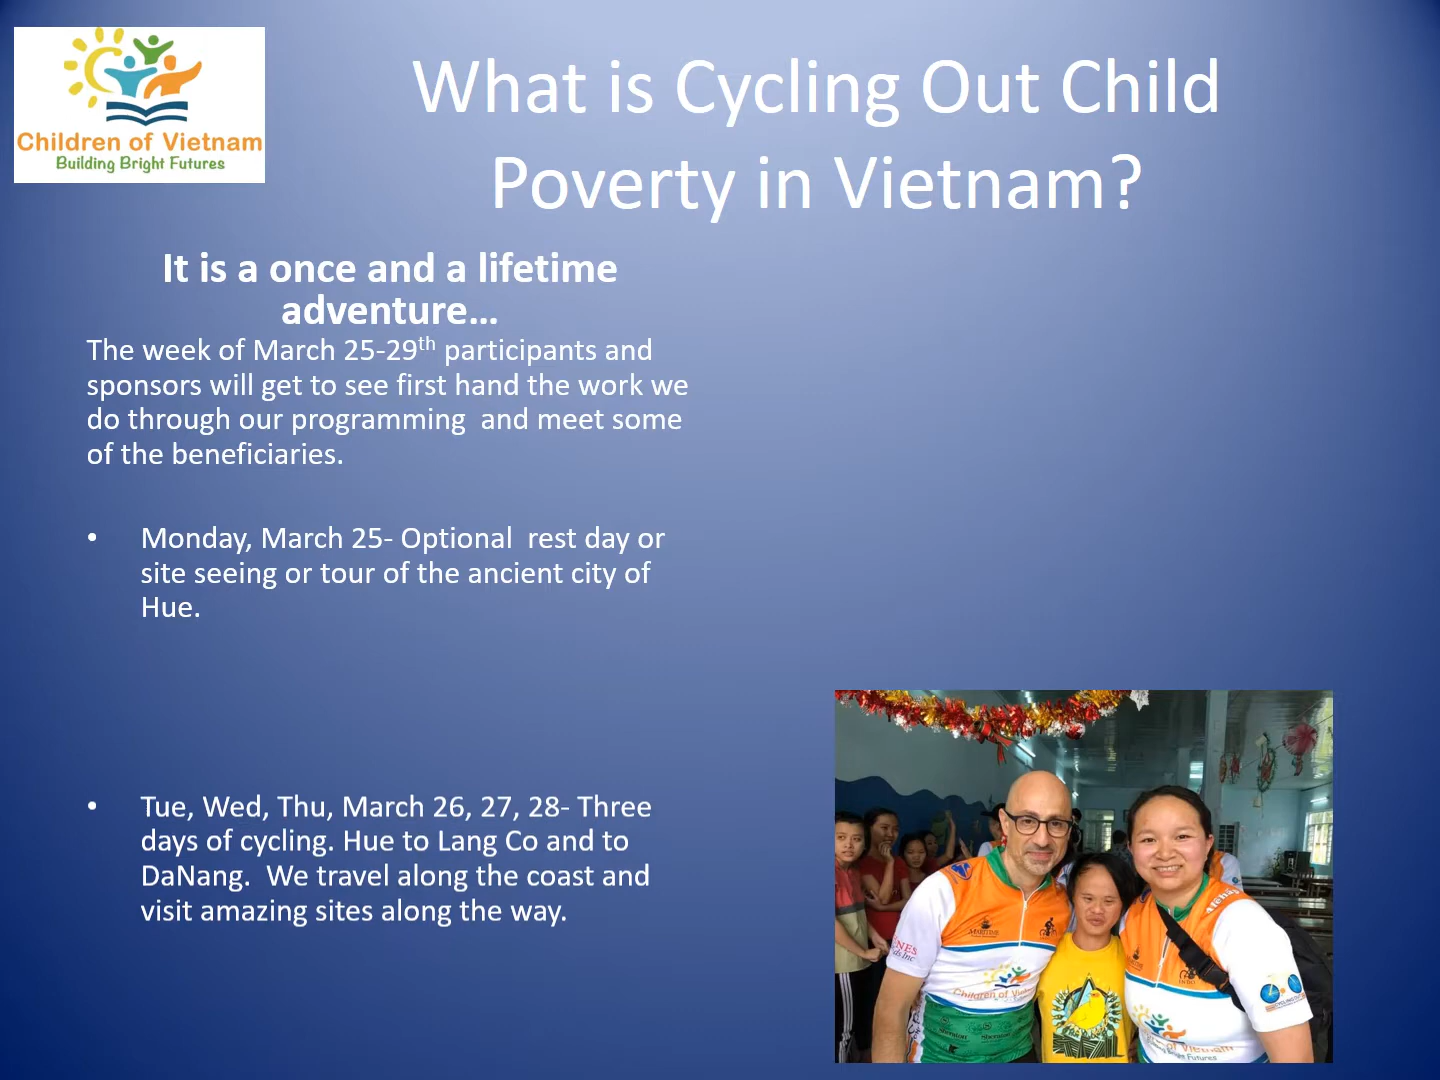 Children of Vietnam
Building Bright Futures
What is Cycling Out Child
Poverty in Vietnam?
It is a once and a lifetime
adventure…
The week of March 25-29th participants and
sponsors will get to see first hand the work we
do through our programming  and meet some
of the beneficiaries.
• Monday, March 25- Optional  rest day or
site seeing or tour of the ancient city of
Hue.
• Tue, Wed, Thu, March 26, 27, 28- Three
days of cycling. Hue to Lang Co and to
DaNang.  We travel along the coast and
visit amazing sites along the way.
MARITIME
Children of Vietnam